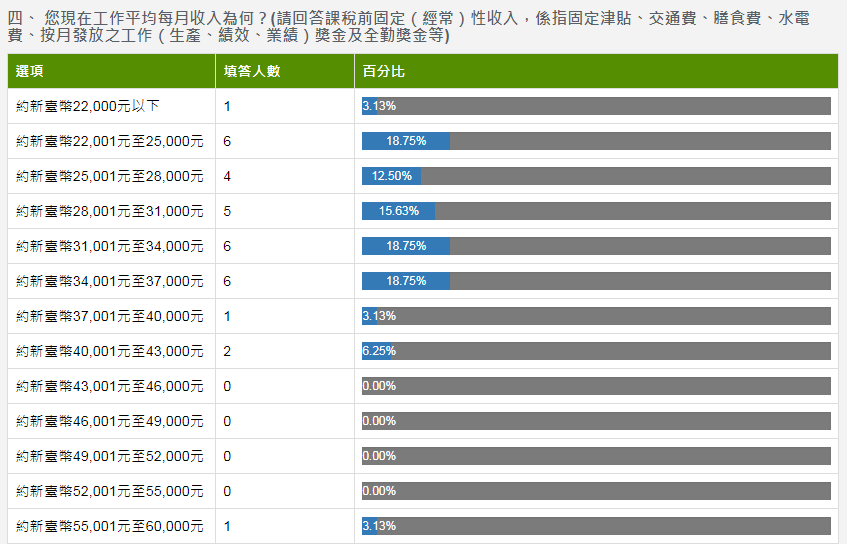 四、 您現在工作平均每月收入為何？(請回答課稅前固定（經常）性收入，係指固定津貼、交通費、膳食費、水電
費、按月發放之工作（生產、績效、業績）獎金及全勤獎金等)
選項 填答人數 百分比
約新臺幣22,000元以下 1 3.13%
約新臺幣22,001元至25,000元 6 18.75%
約新臺幣25,001元至28,000元 4 12.50%
約新臺幣28,001元至31,000元 5 15.63%
約新臺幣31,001元至34,000元 6 18.75%
約新臺幣34,001元至37,000元 6 18.75%
約新臺幣37,001元至40,000元 1 3.13%
約新臺幣40,001元至43,000元 2 6.25%
約新臺幣43,001元至46,000元 0 0.00%
約新臺幣46,001元至49,000元 0 0.00%
約新臺幣49,001元至52,000元 0 0.00%
約新臺幣52,001元至55,000元 0 0.00%
約新臺幣55,001元至60,000元 1 3.13%